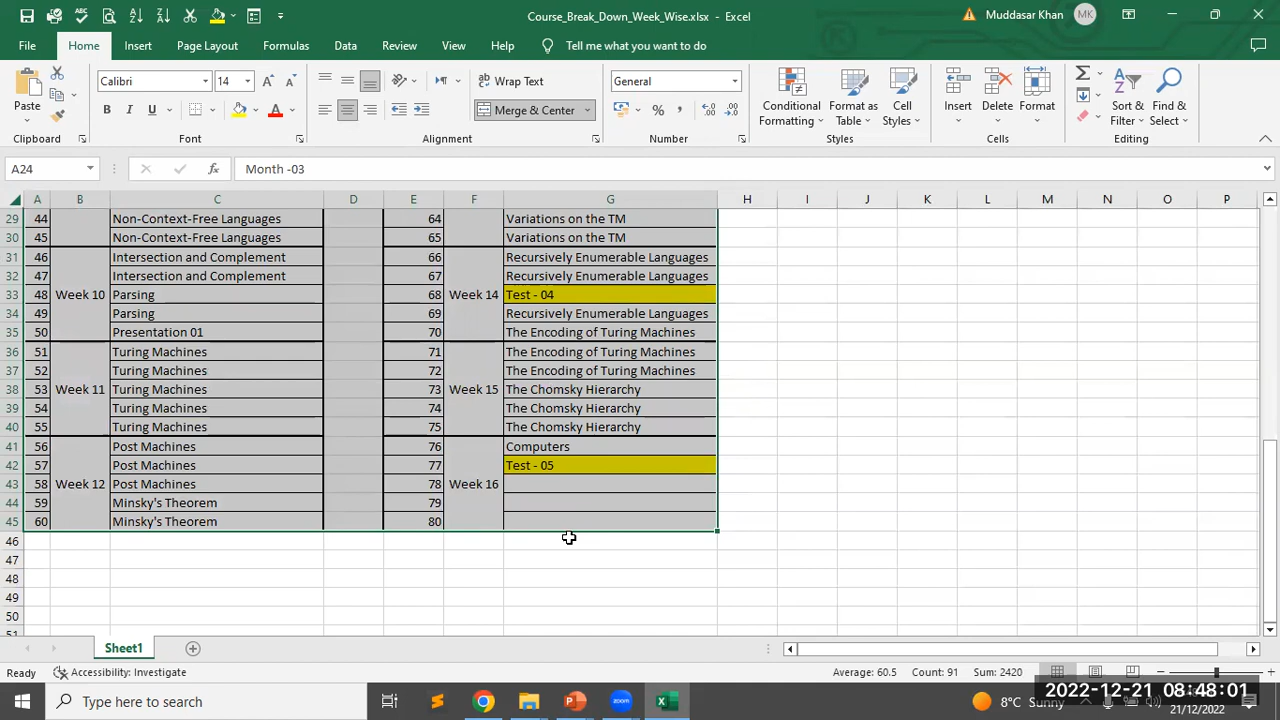 Course_Break_Down_Week_Wise.xlsx - Excel
Muddasar Khan MK
File Home Insert Page Layout Formulas Data Review View Help Tell me what you want to do
Paste
Calibri 14
B I U A
Wrap Text
Merge & Center
General
%
Conditional Formatting
Format as Table
Cell Styles
Insert Delete Format
Sort & Filter
Find & Select
Clipboard Font Alignment Number Styles Cells Editing
A24 fx Month -03
A B C D E F G H I J K L M N O P
29 44 Non-Context-Free Languages 64 Variations on the TM
30 45 Non-Context-Free Languages 65 Variations on the TM
31 46 Intersection and Complement 66 Recursively Enumerable Languages
32 47 Intersection and Complement 67 Recursively Enumerable Languages
33 48 Week 10 Parsing 68 Week 14 Test - 04
34 49 Parsing 69 Recursively Enumerable Languages
35 50 Presentation 01 70 The Encoding of Turing Machines
36 51 Turing Machines 71 The Encoding of Turing Machines
37 52 Turing Machines 72 The Encoding of Turing Machines
38 53 Week 11 Turing Machines 73 Week 15 The Chomsky Hierarchy
39 54 Turing Machines 74 The Chomsky Hierarchy
40 55 Turing Machines 75 The Chomsky Hierarchy
41 56 Post Machines 76 Computers
42 57 Post Machines 77 Test - 05
43 58 Week 12 Post Machines 78 Week 16
44 59 Minsky's Theorem 79
45 60 Minsky's Theorem 80
46
47
48
49
50
51
Sheet1
Ready Accessibility: Investigate Average: 60.5 Count: 91 Sum: 2420
Type here to search
zoom
8°C Sunny
2022-12-21 08:48:01
21/12/2022